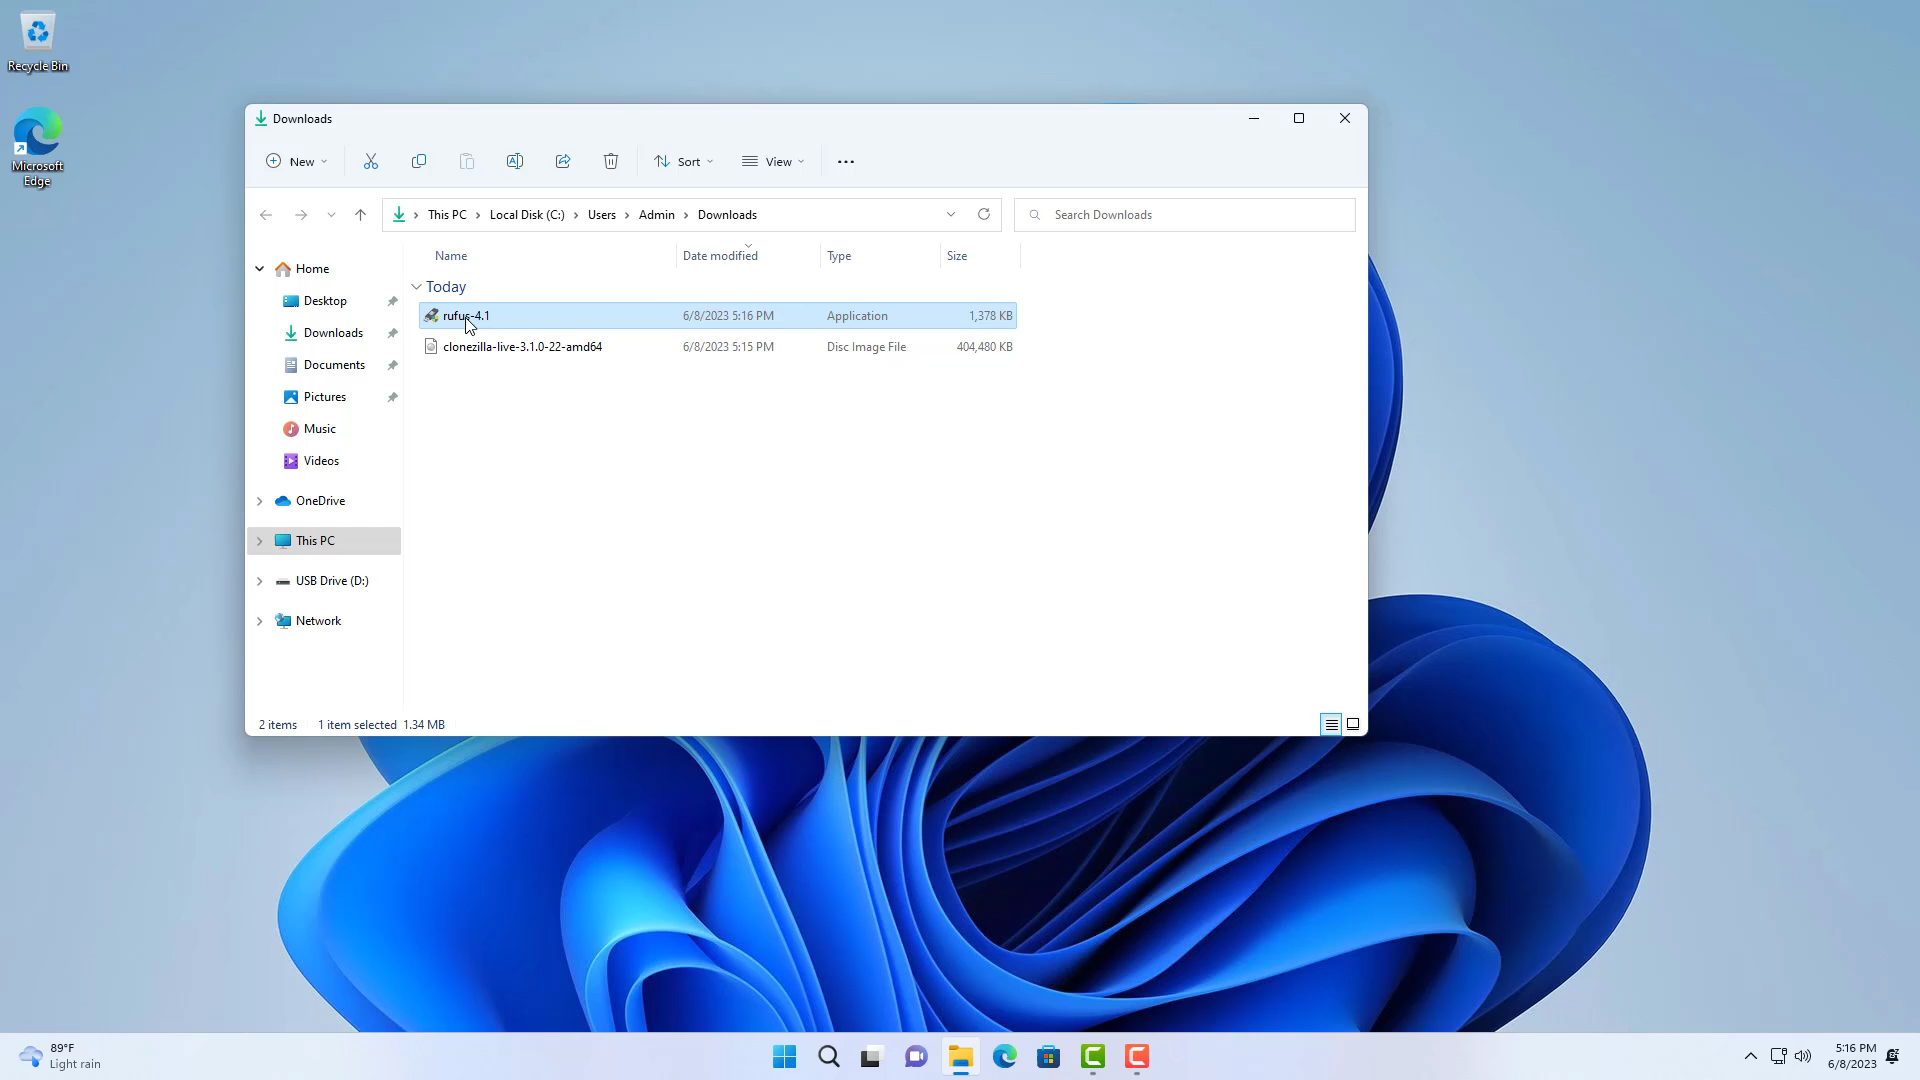 Recycle Bin
Microsoft
Edge
Downloads
New
Sort
View
This PC
Local Disk (C:)
Users
Admin
Downloads
Search Downloads
Name
Date modified
Type
Size
Today
rufus-4.1
6/8/2023 5:16 PM
Application
1,378 KB
clonezilla-live-3.1.0-22-amd64
6/8/2023 5:15 PM
Disc Image File
404,480 KB
Home
Desktop
Downloads
Documents
Pictures
Music
Videos
OneDrive
This PC
USB Drive (D:)
Network
2 items
1 item selected 1.34 MB
89°F
Light rain
5:16 PM
6/8/2023